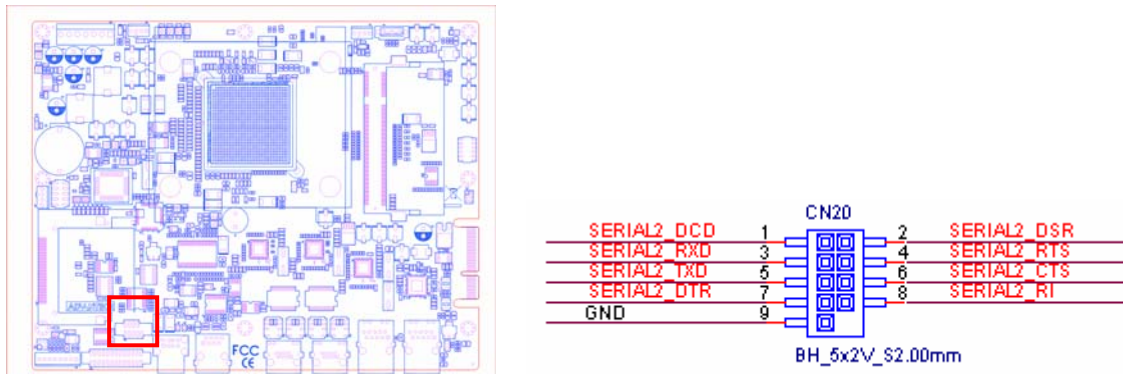 FCC
CE
CN20
SERIAL2_DCD 1 2 SERIAL2_DSR
SERIAL2_RXD 3 4 SERIAL2_RTS
SERIAL2_TXD 5 6 SERIAL2_CTS
SERIAL2_DTR 7 8 SERIAL2_RI
GND 9
BH_5x2V_S2.00mm